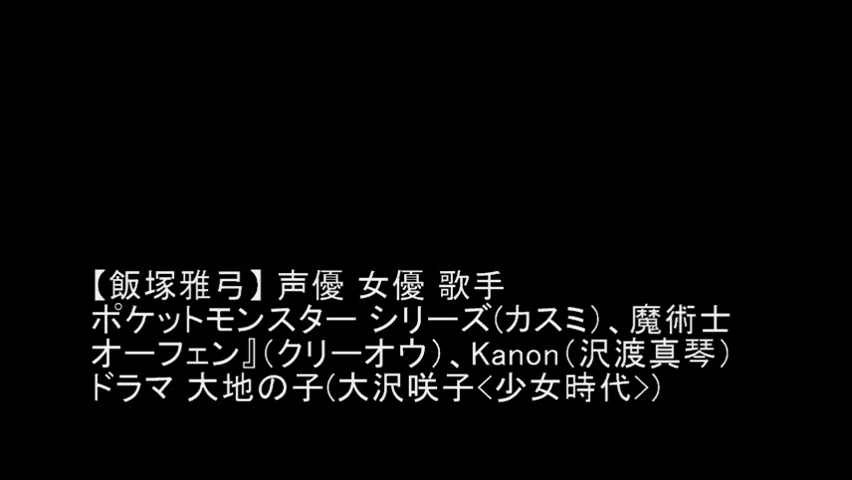 【飯塚雅弓】 声優 女優 歌手
ポケットモンスター シリーズ(カスミ)、魔術士
オーフェン』(クリーオウ)、Kanon(沢渡真琴)
ドラマ 大地の子(大沢咲子<少女時代>)